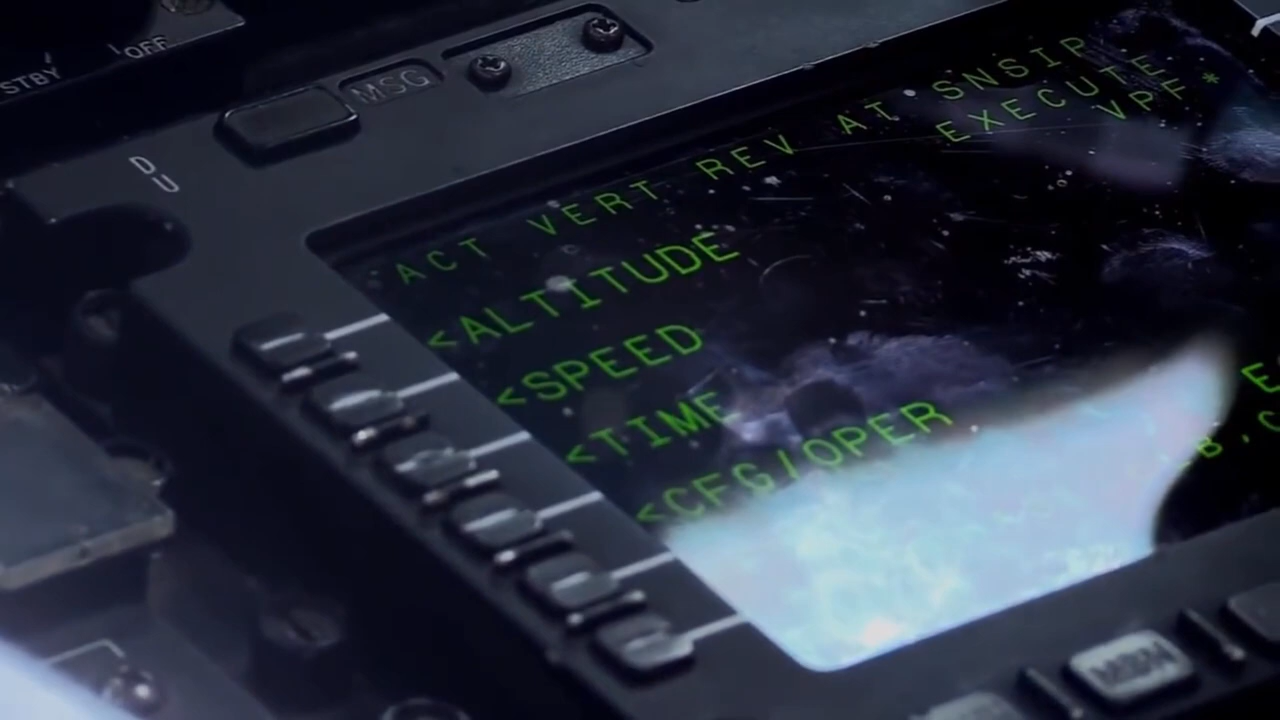 STBY
OFF
MSG
DU
ACT VERT REV AT SNSIP
EXECUTE
VPF*
<ALTITUDE
<SPEED
<TIME
<CFG/OPER